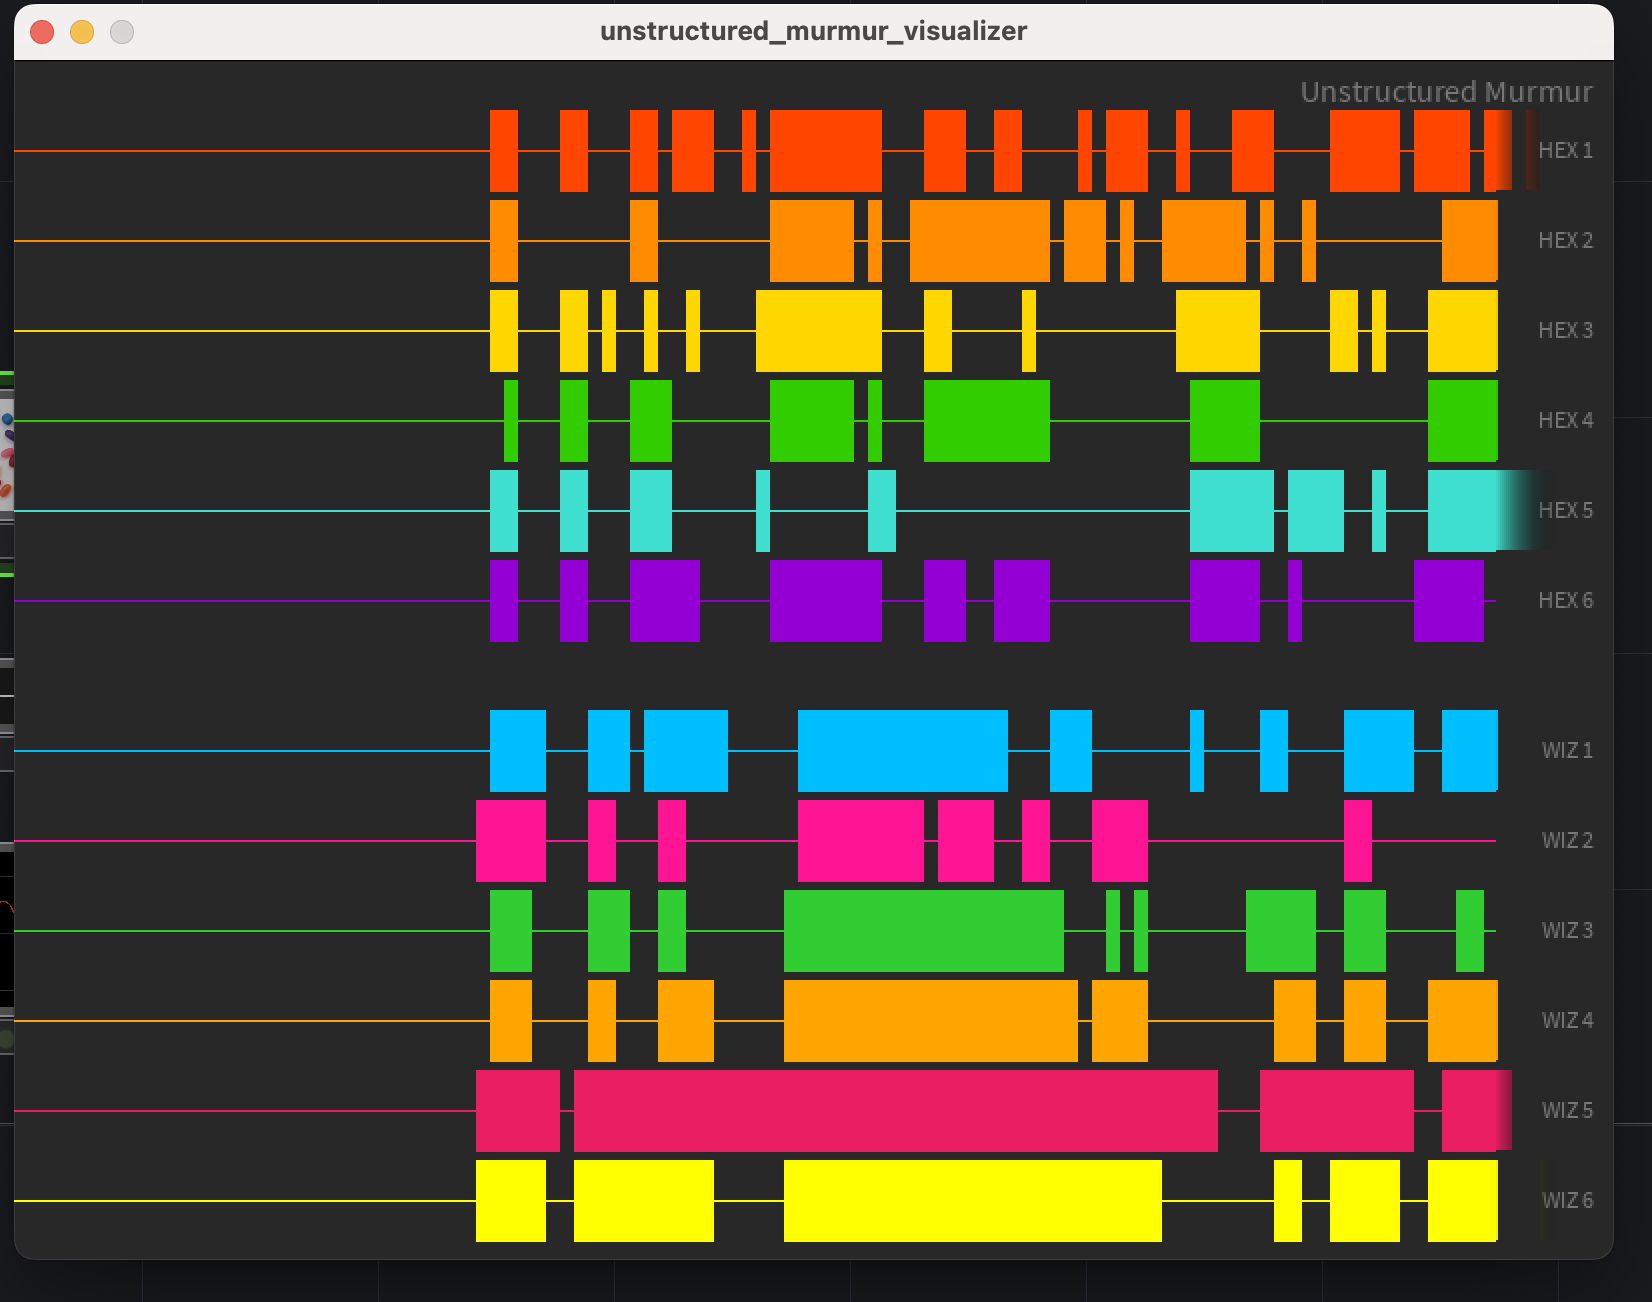 unstructured_murmur_visualizer
Unstructured Murmur
HEX 1
HEX 2
HEX 3
HEX 4
HEX 5
HEX 6
WIZ 1
WIZ 2
WIZ 3
WIZ 4
WIZ 5
WIZ 6